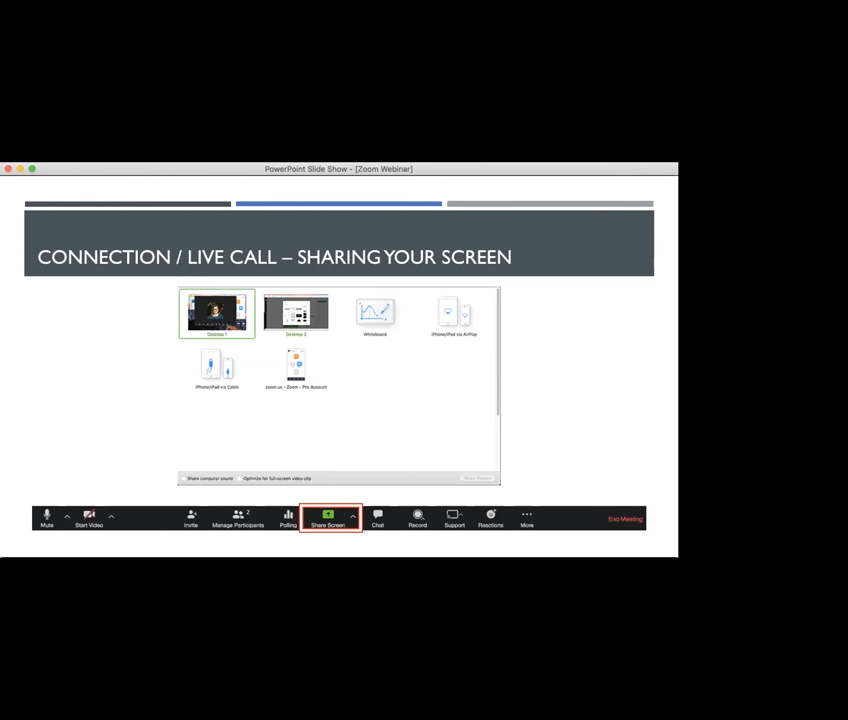 PowerPoint Slide Show - [Zoom Webinar]
CONNECTION / LIVE CALL – SHARING YOUR SCREEN
Desktop 1
Desktop 2
Whiteboard
iPhone/iPad via AirPlay
iPhone/iPad via Cable
zoom.us - Zoom - Pro Account
Share computer sound
Optimize for full-screen video clip
Mute
Start Video
Invite
2
Manage Participants
Polling
Share Screen
Chat
Record
Support
Reactions
More
End Meeting